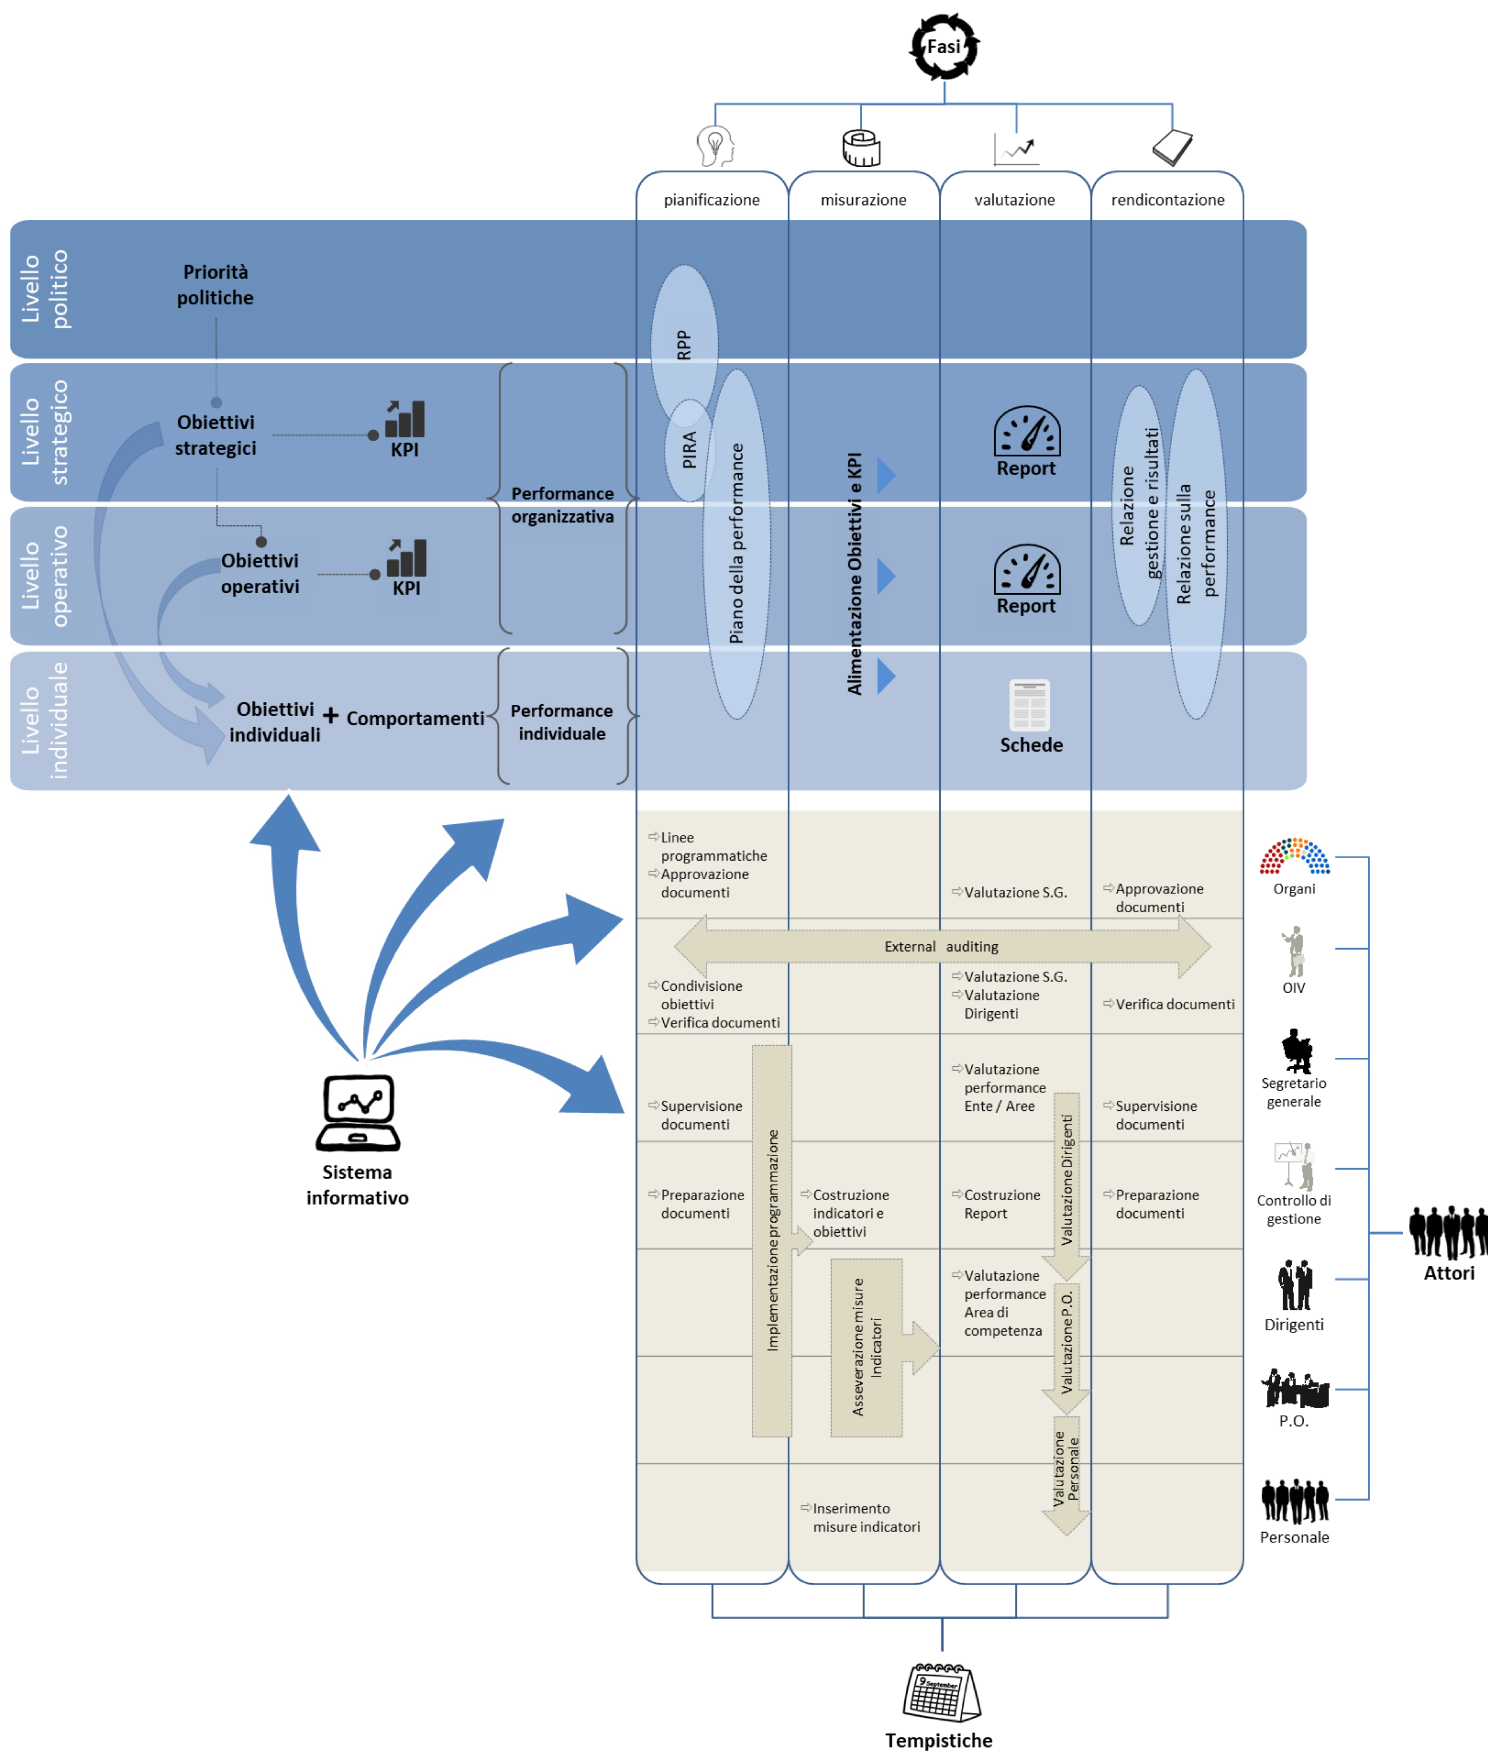 Fasi
pianificazione
misurazione
valutazione
rendicontazione
Livello
politico
Priorità
politiche
RPP
Livello
strategico
Obiettivi
strategici
KPI
PIRA
Report
Livello
operativo
Obiettivi
operativi
KPI
Performance
organizzativa
Piano della performance
Alimentazione Obiettivi e KPI
Report
Relazione
gestione e risultati
Relazione sulla
performance
Livello
individuale
Obiettivi
individuali
+
Comportamenti
Performance
individuale
Schede
Linee
programmatiche
Approvazione
documenti
Valutazione S.G.
Approvazione
documenti
Organi
External auditing
Condivisione
obiettivi
Verifica documenti
Valutazione S.G.
Valutazione
Dirigenti
Verifica documenti
OIV
Supervisione
documenti
Valutazione
performance
Ente / Aree
Supervisione
documenti
Segretario
generale
Preparazione
documenti
Implementazione programmazione
Costruzione
indicatori e
obiettivi
Costruzione
Report
Valutazione Dirigenti
Preparazione
documenti
Controllo di
gestione
Asseverazione misure
Indicatori
Valutazione
performance
Area di
competenza
Valutazione P.O.
Dirigenti
P.O.
Valutazione
Personale
Inserimento
misure indicatori
Personale
Attori
Sistema
informativo
9 September
Tempistiche